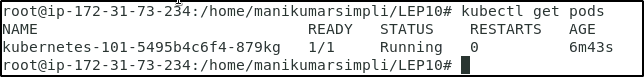 root@ip-172-31-73-234:/home/manikumarsimpli/LEP10# kubectl get pods
NAME READY STATUS RESTARTS AGE
kubernetes-101-5495b4c6f4-879kg 1/1 Running 0 6m43s
root@ip-172-31-73-234:/home/manikumarsimpli/LEP10#